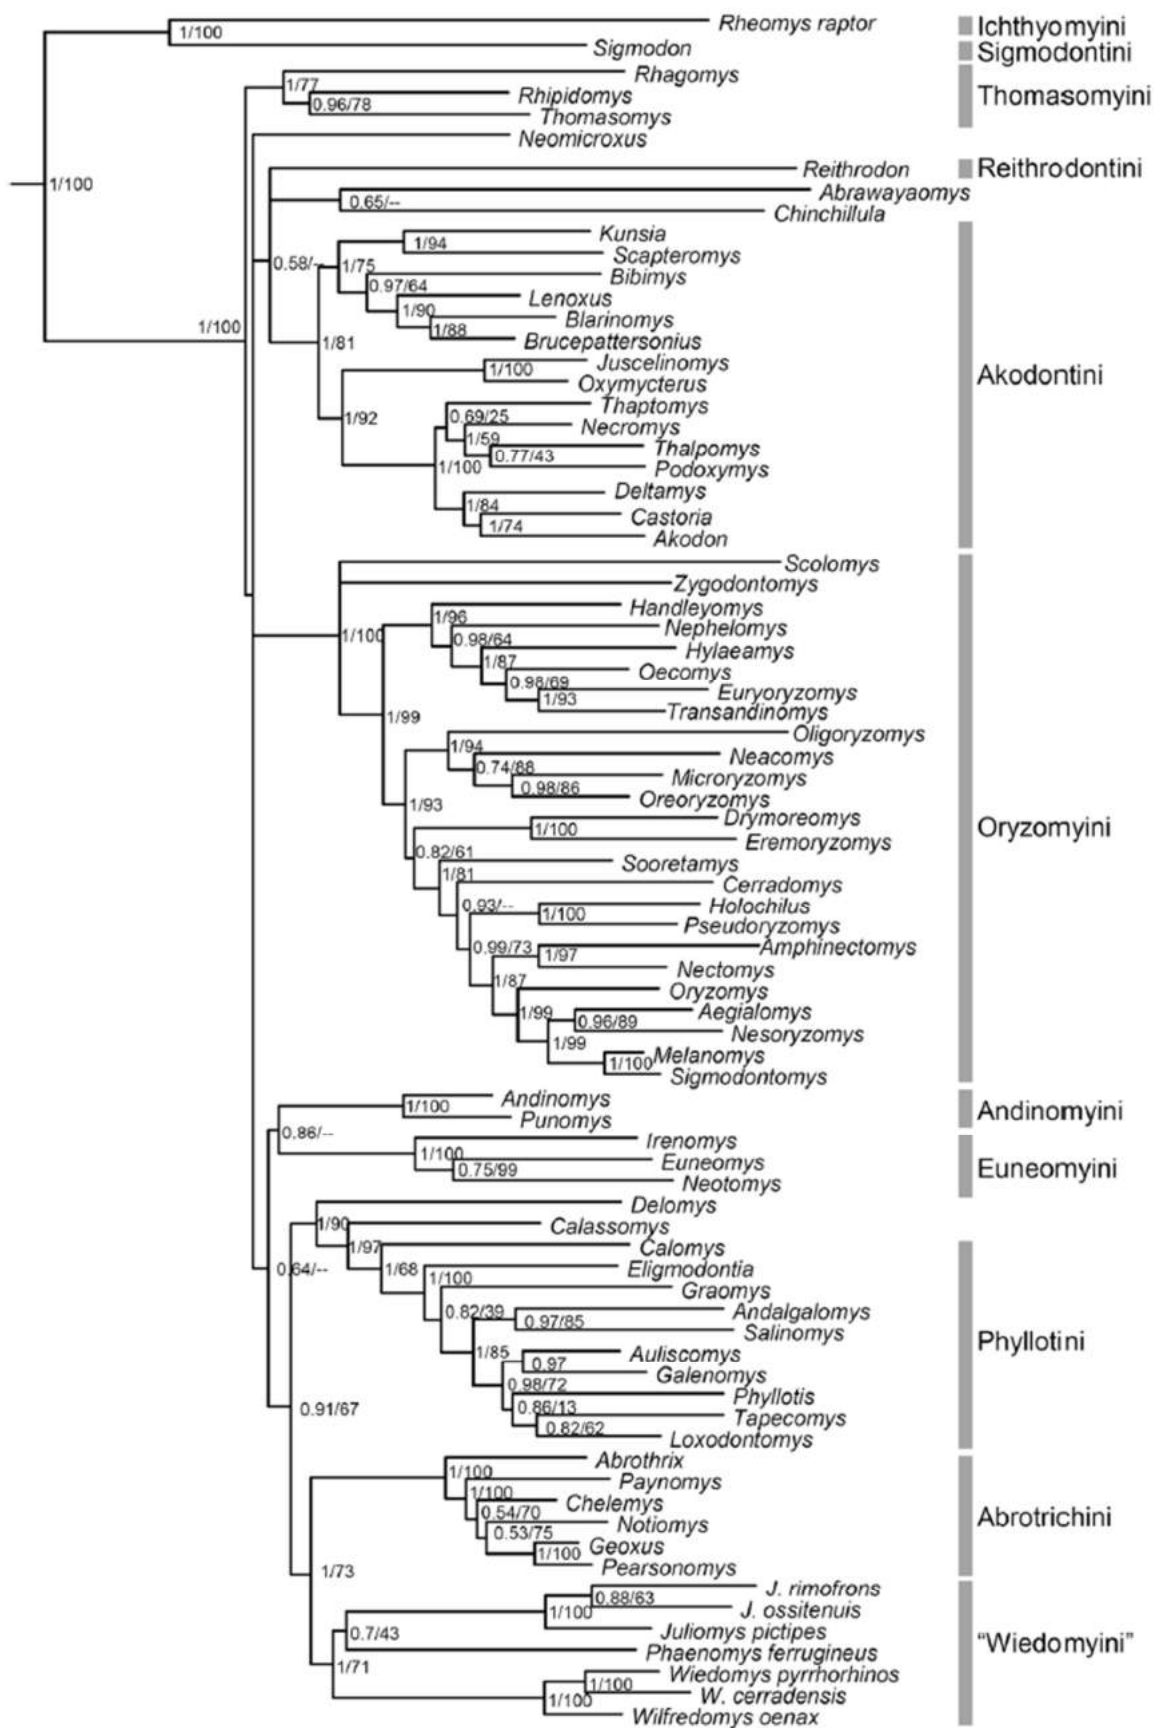 Rheomys raptor
1/100
Sigmodon
Ichthyomyini
Sigmodontini
Rhagomys
1/77
Rhipidomys
0.96/78
Thomasomys
Thomasomyini
Neomicroxus
Reithrodon
Reithrodontini
1/100
Abrawayaomys
0.65/--
Chinchillula
Kunsia
1/94
Scapteromys
0.58/--
1/75
Bibimys
0.97/64
Lenoxus
1/90
Blarinomys
1/88
Brucepattersonius
1/100
1/81
Juscelinomys
1/100
Oxymycterus
Akodontini
Thaptomys
0.69/25
1/92
Necromys
1/59
Thalpomys
0.77/43
1/100
Podoxymys
Deltamys
1/84
Castoria
1/74
Akodon
Scolomys
Zygodontomys
Handleyomys
1/96
Nephelomys
1/100
0.98/64
Hylaeamys
1/87
Oecomys
0.98/69
Euryoryzomys
1/93
Transandinomys
1/99
Oligoryzomys
1/94
Neacomys
0.74/88
Microryzomys
0.98/86
Oreoryzomys
1/93
Drymoreomys
1/100
Eremoryzomys
Oryzomyini
0.82/61
Sooretamys
1/81
Cerradomys
0.93/--
Holochilus
1/100
Pseudoryzomys
0.99/73
Amphinectomys
1/97
Nectomys
1/87
Oryzomys
1/99
Aegialomys
0.96/89
Nesoryzomys
1/99
Melanomys
1/100
Sigmodontomys
Andinomys
1/100
Punomys
Andinomyini
0.86/--
Irenomys
1/100
Euneomys
0.75/99
Neotomys
Euneomyini
Delomys
1/90
Calassomys
1/97
Calomys
0.64/--
1/68
Eligmodontia
1/100
Graomys
0.82/39
Andalgalomys
0.97/85
Salinomys
Phyllotini
1/85
Auliscomys
0.97
Galenomys
0.98/72
Phyllotis
0.86/13
Tapecomys
0.82/62
Loxodontomys
0.91/67
Abrothrix
1/100
Paynomys
1/100
Chelemys
0.54/70
Notiomys
0.53/75
Geoxus
1/100
Pearsonomys
Abrotrichini
1/73
J. rimofrons
0.88/63
J. ossitenuis
1/100
Juliomys pictipes
0.7/43
Phaenomys ferrugineus
"Wiedomyini"
1/71
Wiedomys pyrrhorhinos
1/100
W. cerradensis
1/100
Wilfredomys oenax